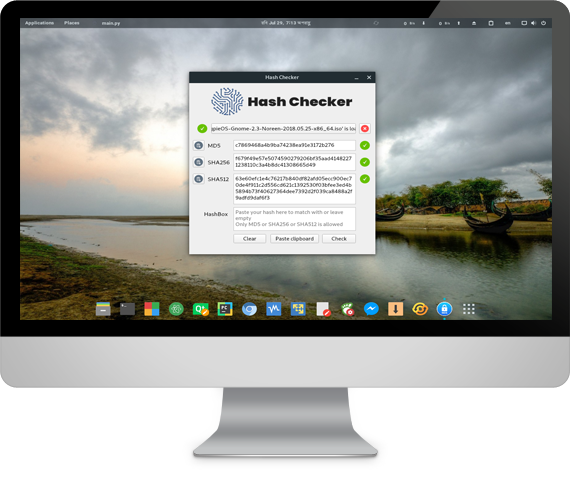 Applications Places main.py
Hash Checker
Hash Checker
gieOS-Gnome-2.3-Noreen-2018.05.25-x86_64.iso' is loa
MD5 c7869468a4b9ba74238ea91e3172b276
SHA256 f679f49e57e5074590279206bf35aad4148227
1238110c3a4b8dc41308665d49
SHA512 63e60efc1e4c76217b840df82afd05ecc900ec7
0de4f911c2d556cd621c1392530f03bfee3ed4b
5894b73f40627364dee7392d2f039ca8488a2f
9adfd9daf6f3
HashBox Paste your hash here to match with or leave
empty
Only MD5 or SHA256 or SHA512 is allowed
Clear Paste clipboard Check